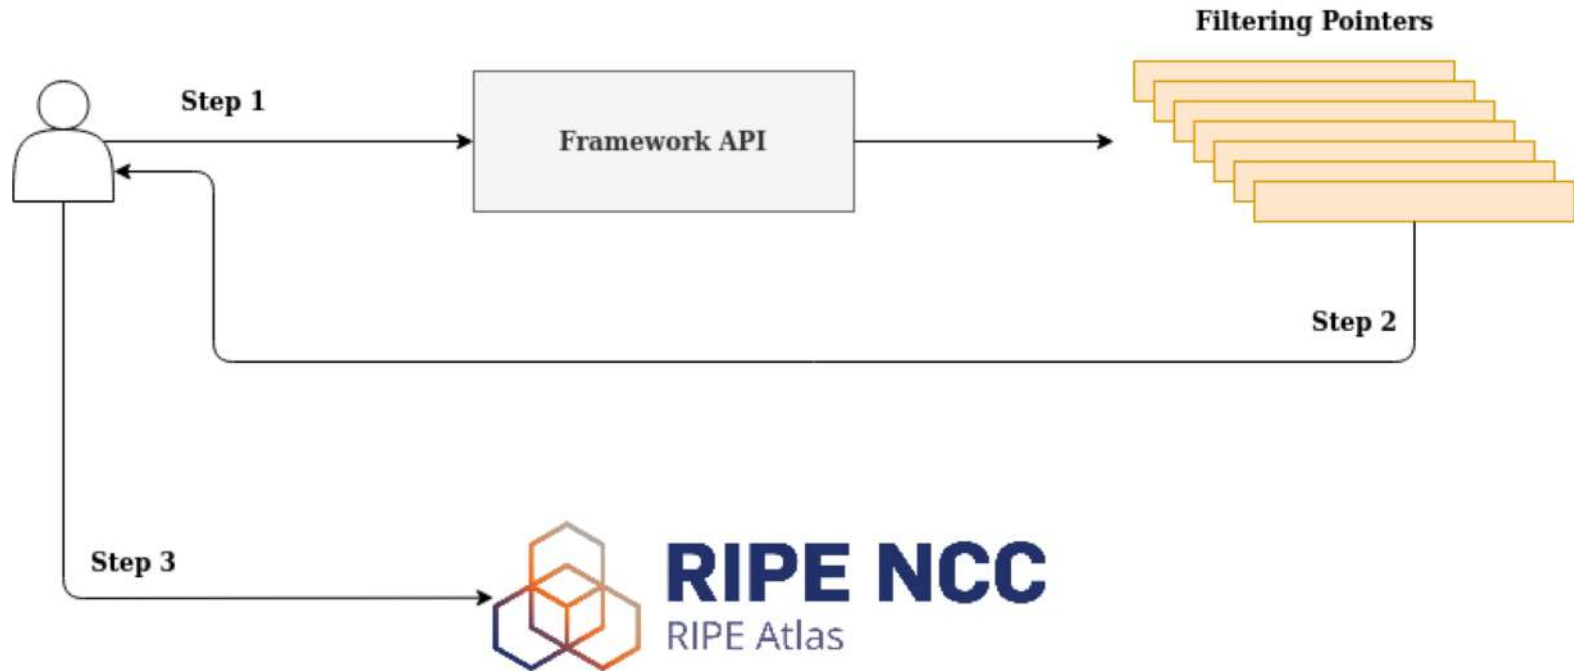 Filtering Pointers
Step 1
Framework API
Step 2
Step 3
RIPE NCC
RIPE Atlas